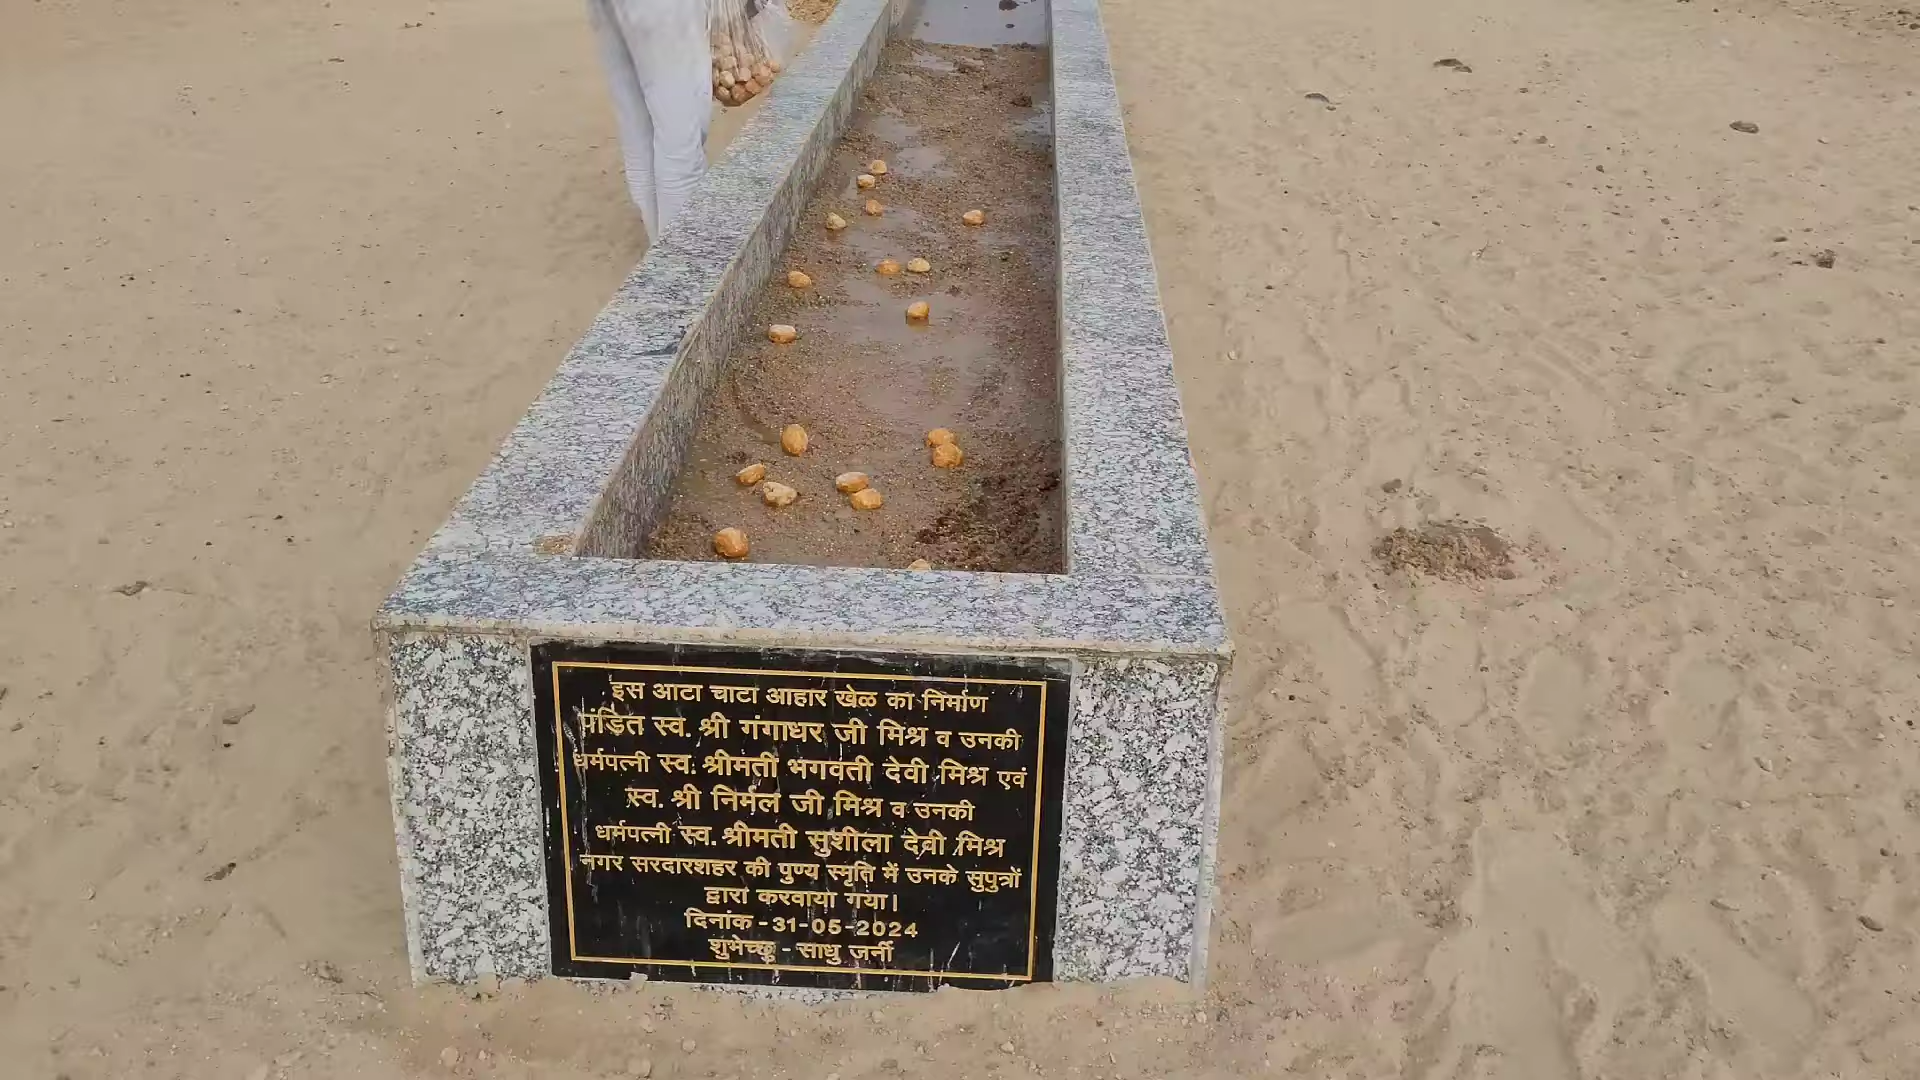 इस आटा चाटा आहार खेळ का निर्माण
पंड़ित स्व. श्री गंगाधर जी मिश्र व उनकी
धर्मपत्नी स्व. श्रीमती भगवती देवी मिश्र एवं
स्व. श्री निर्मल जी मिश्र व उनकी
धर्मपत्नी स्व. श्रीमती सुशीला देवी मिश्र
नगर सरदारशहर की पुण्य स्मृति में उनके सुपुत्रों
द्वारा करवाया गया।
दिनांक - 31-05-2024
शुभेच्छु - साधु जर्नी